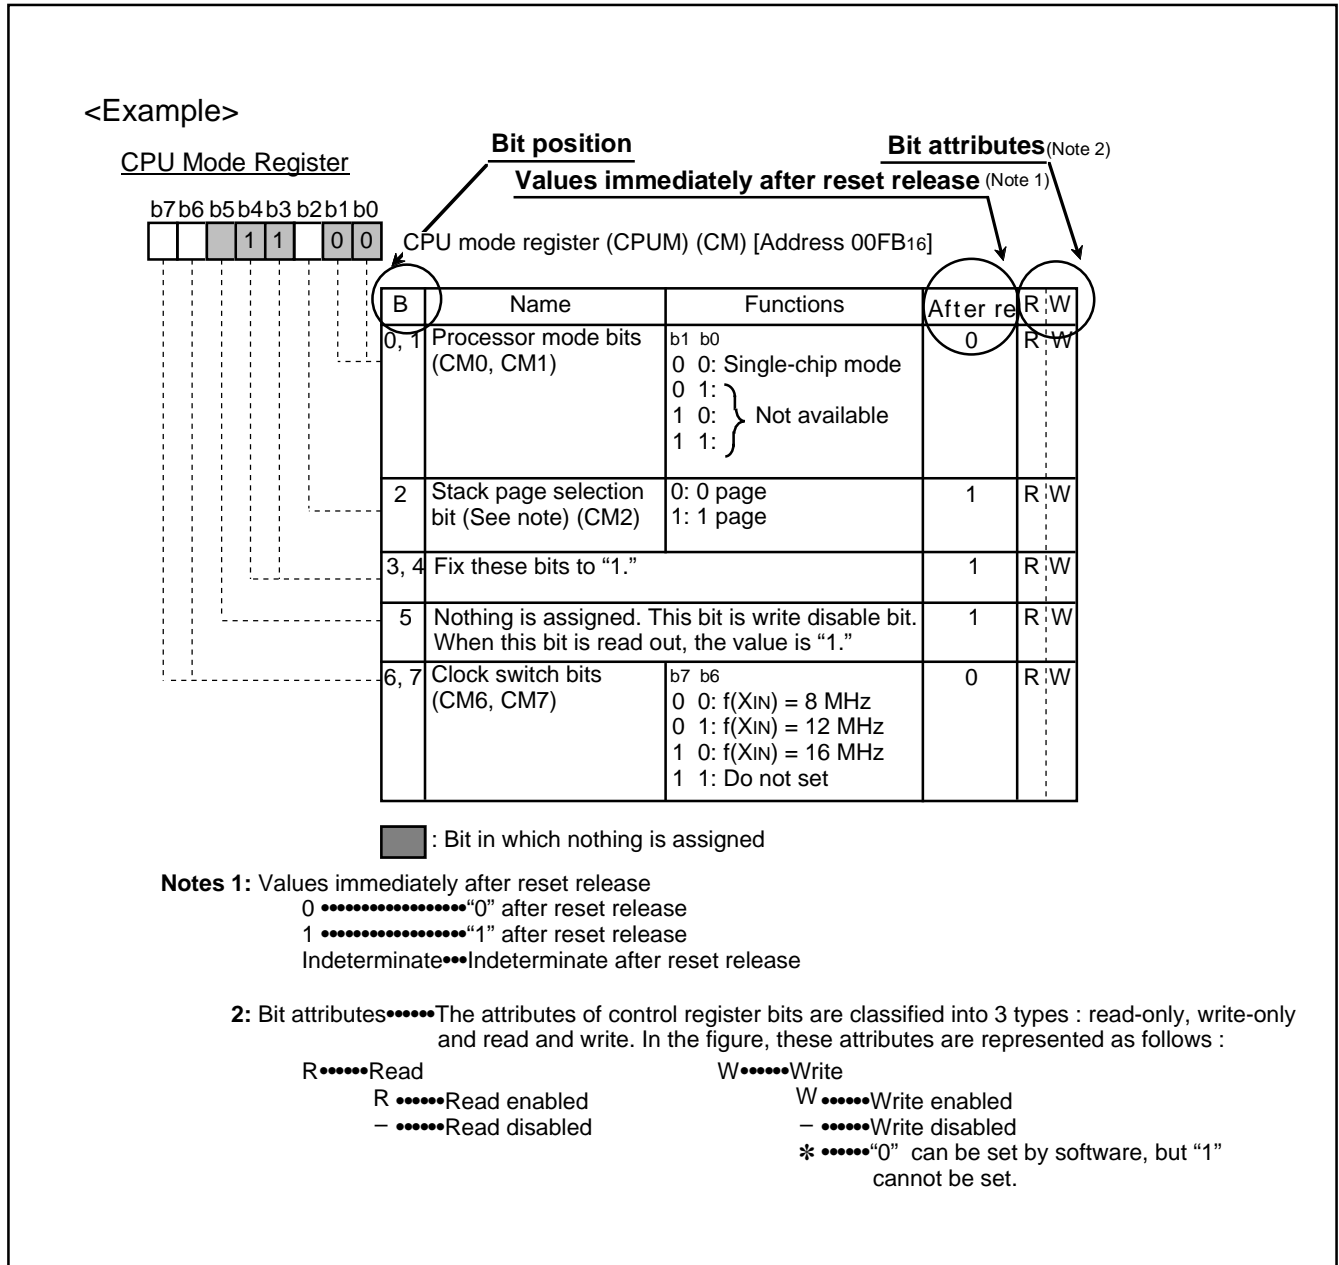 <Example>
Bit position
Bit attributes(Note 2)
CPU Mode Register
Values immediately after reset release (Note 1)
b7 b6 b5 b4 b3 b2 b1 b0
1 1 0 0
CPU mode register (CPUM) (CM) [Address 00FB16]
B Name Functions After re R W
0, 1 Processor mode bits b1 b0 0 R W
(CM0, CM1) 0 0: Single-chip mode
0 1:
1 0: Not available
1 1:
2 Stack page selection 0: 0 page 1 R W
bit (See note) (CM2) 1: 1 page
3, 4 Fix these bits to “1.” 1 R W
5 Nothing is assigned. This bit is write disable bit. 1 R W
When this bit is read out, the value is “1.”
6, 7 Clock switch bits b7 b6 0 R W
(CM6, CM7) 0 0: f(XIN) = 8 MHz
0 1: f(XIN) = 12 MHz
1 0: f(XIN) = 16 MHz
1 1: Do not set
: Bit in which nothing is assigned
Notes 1: Values immediately after reset release
0 ••••••••••••••••••“0” after reset release
1 ••••••••••••••••••“1” after reset release
Indeterminate•••Indeterminate after reset release
2: Bit attributes••••••The attributes of control register bits are classified into 3 types : read-only, write-only
and read and write. In the figure, these attributes are represented as follows :
R••••••Read W••••••Write
R ••••••Read enabled W ••••••Write enabled
– ••••••Read disabled – ••••••Write disabled
✻ ••••••“0” can be set by software, but “1”
cannot be set.